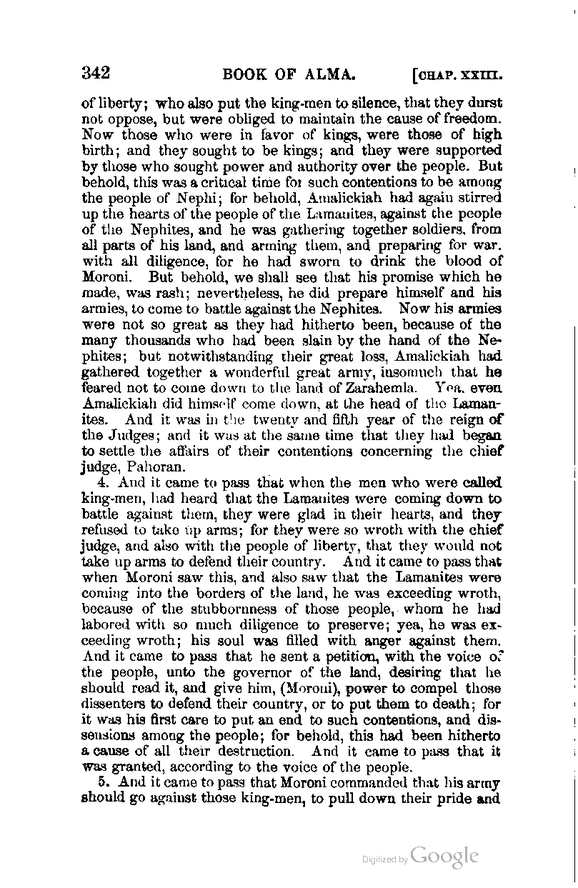 342 BOOK OF ALMA. [CHAP. XXIII.
of liberty; who also put the king-men to silence, that they durst
not oppose, but were obliged to maintain the cause of freedom.
Now those who were in favor of kings, were those of high
birth; and they sought to be kings; and they were supported
by those who sought power and authority over the people. But
behold, this was a critical time for such contentions to be among
the people of Nephi; for behold, Amalickiah had again stirred
up the hearts of the people of the Lamanites, against the people
of the Nephites, and he was gathering together soldiers, from
all parts of his land, and arming them, and preparing for war.
with all diligence, for he had sworn to drink the blood of
Moroni. But behold, we shall see that his promise which he
made, was rash; nevertheless, he did prepare himself and his
armies, to come to battle against the Nephites. Now his armies
were not so great as they had hitherto been, because of the
many thousands who had been slain by the hand of the Ne-
phites; but notwithstanding their great loss, Amalickiah had
gathered together a wonderful great army, insomuch that he
feared not to come down to the land of Zarahemla. Yea, even
Amalickiah did himself come down, at the head of the Laman-
ites. And it was in the twenty and fifth year of the reign of
the Judges; and it was at the same time that they had began
to settle the affairs of their contentions concerning the chief
judge, Pahoran.
4. And it came to pass that when the men who were called
king-men, had heard that the Lamanites were coming down to
battle against them, they were glad in their hearts, and they
refused to take up arms; for they were so wroth with the chief
judge, and also with the people of liberty, that they would not
take up arms to defend their country. And it came to pass that
when Moroni saw this, and also saw that the Lamanites were
coming into the borders of the land, he was exceeding wroth,
because of the stubbornness of those people, whom he had
labored with so much diligence to preserve; yea, he was ex-
ceeding wroth; his soul was filled with anger against them.
And it came to pass that he sent a petition, with the voice of
the people, unto the governor of the land, desiring that he
should read it, and give him, (Moroni), power to compel those
dissenters to defend their country, or to put them to death; for
it was his first care to put an end to such contentions, and dis-
sensions among the people; for behold, this had been hitherto
a cause of all their destruction. And it came to pass that it
was granted, according to the voice of the people.
5. And it came to pass that Moroni commanded that his army
should go against those king-men, to pull down their pride and
Digitized by Google